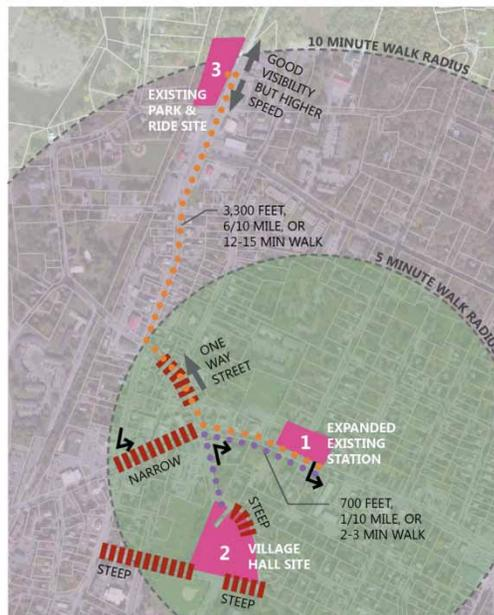 10 MINUTE WALK RADIUS
3
GOOD
VISIBILITY
BUT HIGHER
SPEED
EXISTING
PARK &
RIDE SITE
3,300 FEET,
6/10 MILE, OR
12-15 MIN WALK
5 MINUTE WALK RADIUS
ONE
WAY
STREET
1
EXPANDED
EXISTING
STATION
NARROW
700 FEET,
1/10 MILE, OR
2-3 MIN WALK
STEEP
2
VILLAGE
HALL SITE
STEEP
STEEP